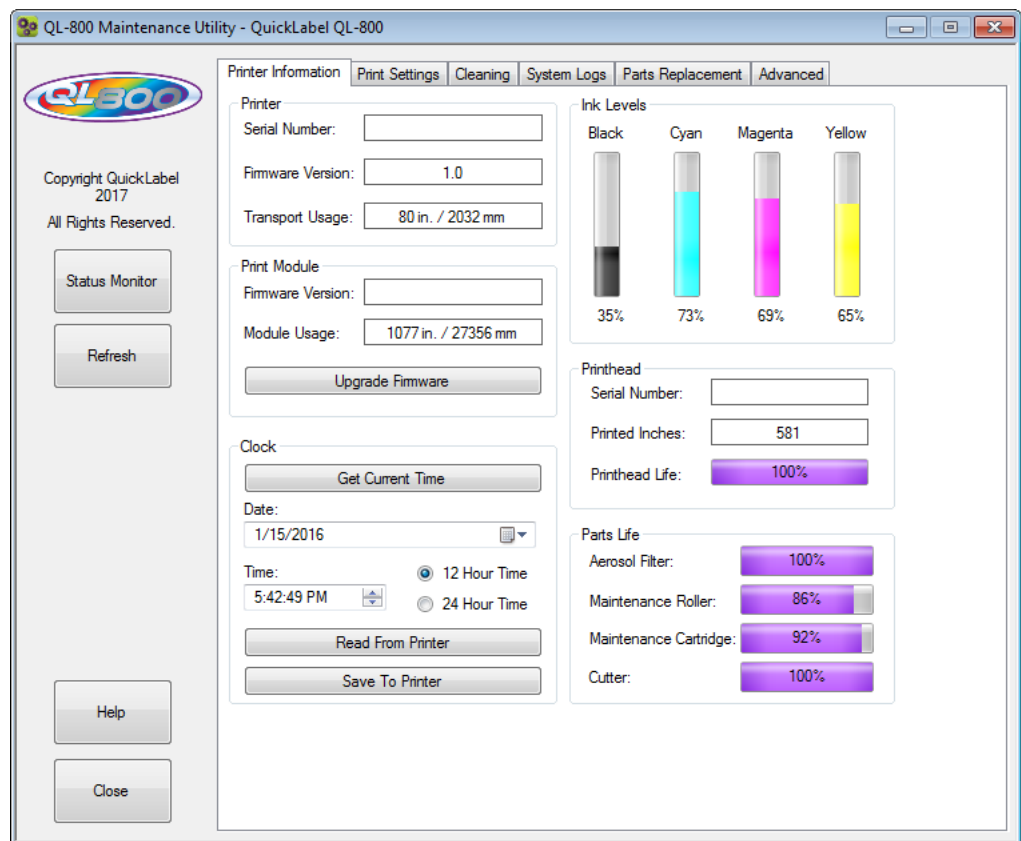 QL-800 Maintenance Utility - QuickLabel QL-800
QL800
Copyright QuickLabel
2017
All Rights Reserved.
Status Monitor
Refresh
Help
Close
Printer Information Print Settings Cleaning System Logs Parts Replacement Advanced
Printer
Serial Number:
Firmware Version: 1.0
Transport Usage: 80 in. / 2032 mm
Print Module
Firmware Version:
Module Usage: 1077 in. / 27356 mm
Upgrade Firmware
Clock
Get Current Time
Date:
1/15/2016
Time:
5:42:49 PM
12 Hour Time
24 Hour Time
Read From Printer
Save To Printer
Ink Levels
Black Cyan Magenta Yellow
35% 73% 69% 65%
Printhead
Serial Number:
Printed Inches: 581
Printhead Life: 100%
Parts Life
Aerosol Filter: 100%
Maintenance Roller: 86%
Maintenance Cartridge: 92%
Cutter: 100%